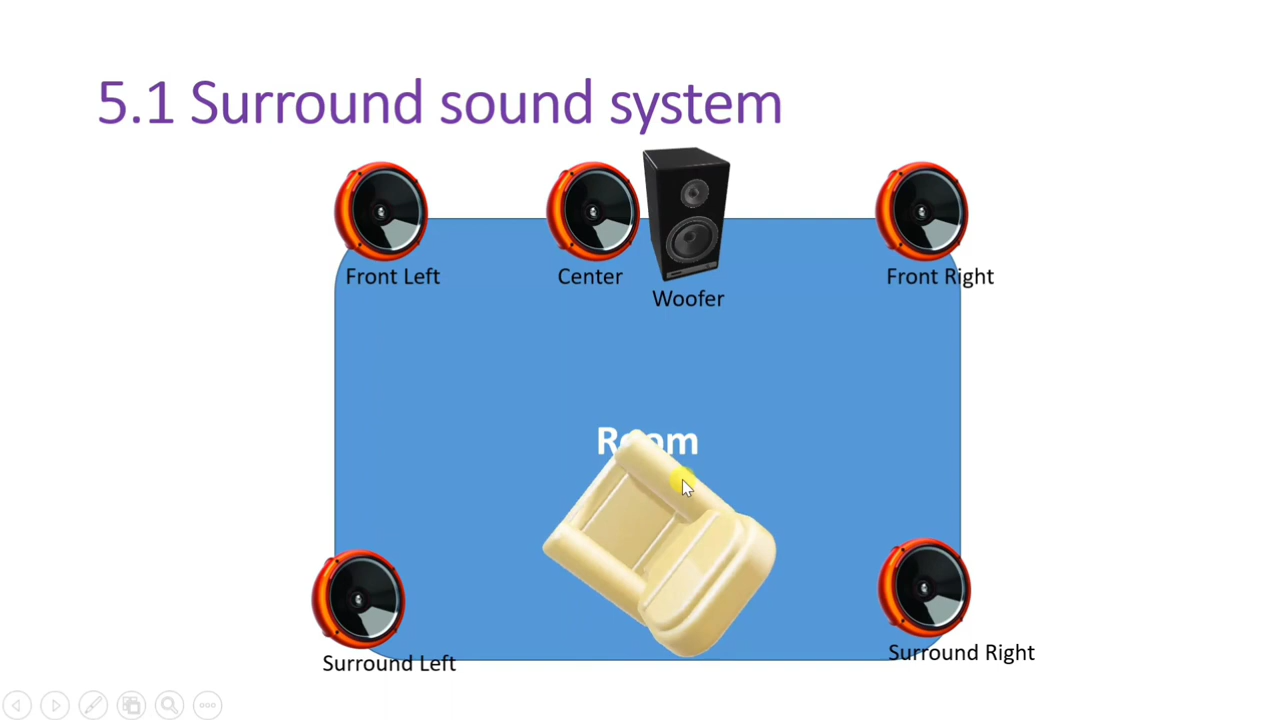 5.1 Surround sound system
Front Left
Center
Front Right
Woofer
Room
Surround Left
Surround Right